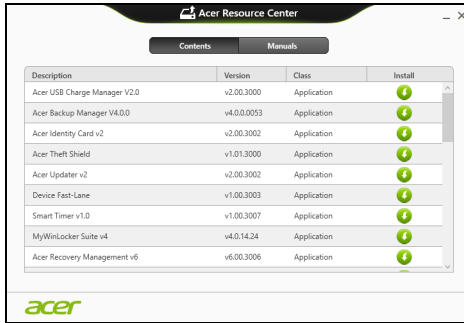 Acer Resource Center
Contents Manuals
Description Version Class Install
Acer USB Charge Manager V2.0 v2.00.3000 Application
Acer Backup Manager V4.0.0 v4.0.0.0053 Application
Acer Identity Card v2 v2.00.3002 Application
Acer Theft Shield v1.01.3000 Application
Acer Updater v2 v2.00.3002 Application
Device Fast-Lane v1.00.3003 Application
Smart Timer v1.0 v1.00.3007 Application
MyWinLocker Suite v4 v4.0.14.24 Application
Acer Recovery Management v6 v6.00.3006 Application
acer